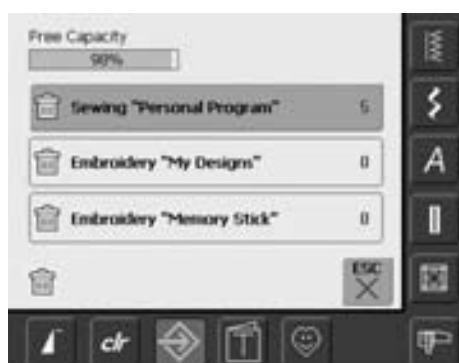 Free Capacity
98%
Sewing "Personal Program" 5
Embroidery "My Designs" 0
Embroidery "Memory Stick" 0
ESC
A
clr